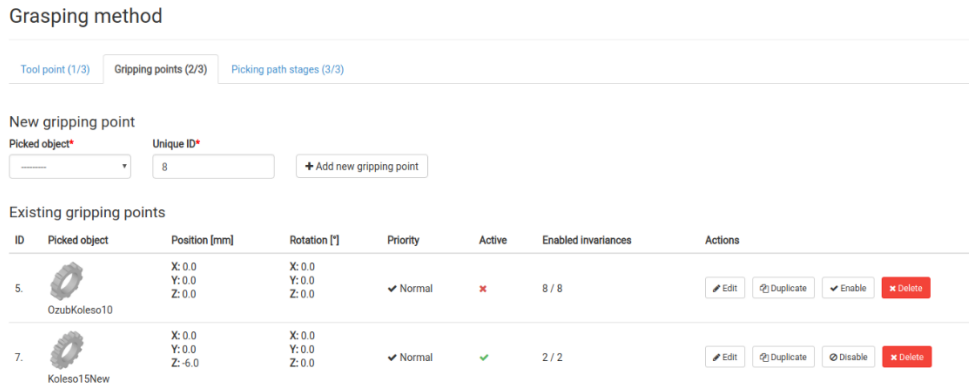 Grasping method
Tool point (1/3) Gripping points (2/3) Picking path stages (3/3)
New gripping point
Picked object* Unique ID*
--------- 8 + Add new gripping point
Existing gripping points
ID Picked object Position [mm] Rotation [°] Priority Active Enabled invariances Actions
X: 0.0 X: 0.0
Y: 0.0 Y: 0.0
5. Z: 0.0 Z: 0.0 Normal 8 / 8 Edit Duplicate Enable Delete
OzubKoleso10
X: 0.0 X: 0.0
Y: 0.0 Y: 0.0
7. Z: -6.0 Z: 0.0 Normal 2 / 2 Edit Duplicate Disable Delete
Koleso15New